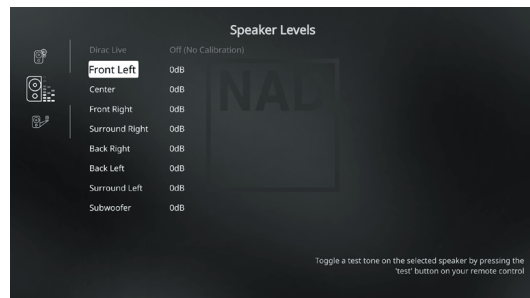 Speaker Levels
Dirac Live Off (No Calibration)
Front Left 0dB
Center 0dB
Front Right 0dB
Surround Right 0dB
Back Right 0dB
Back Left 0dB
Surround Left 0dB
Subwoofer 0dB
NAD
Toggle a test tone on the selected speaker by pressing the
'test' button on your remote control